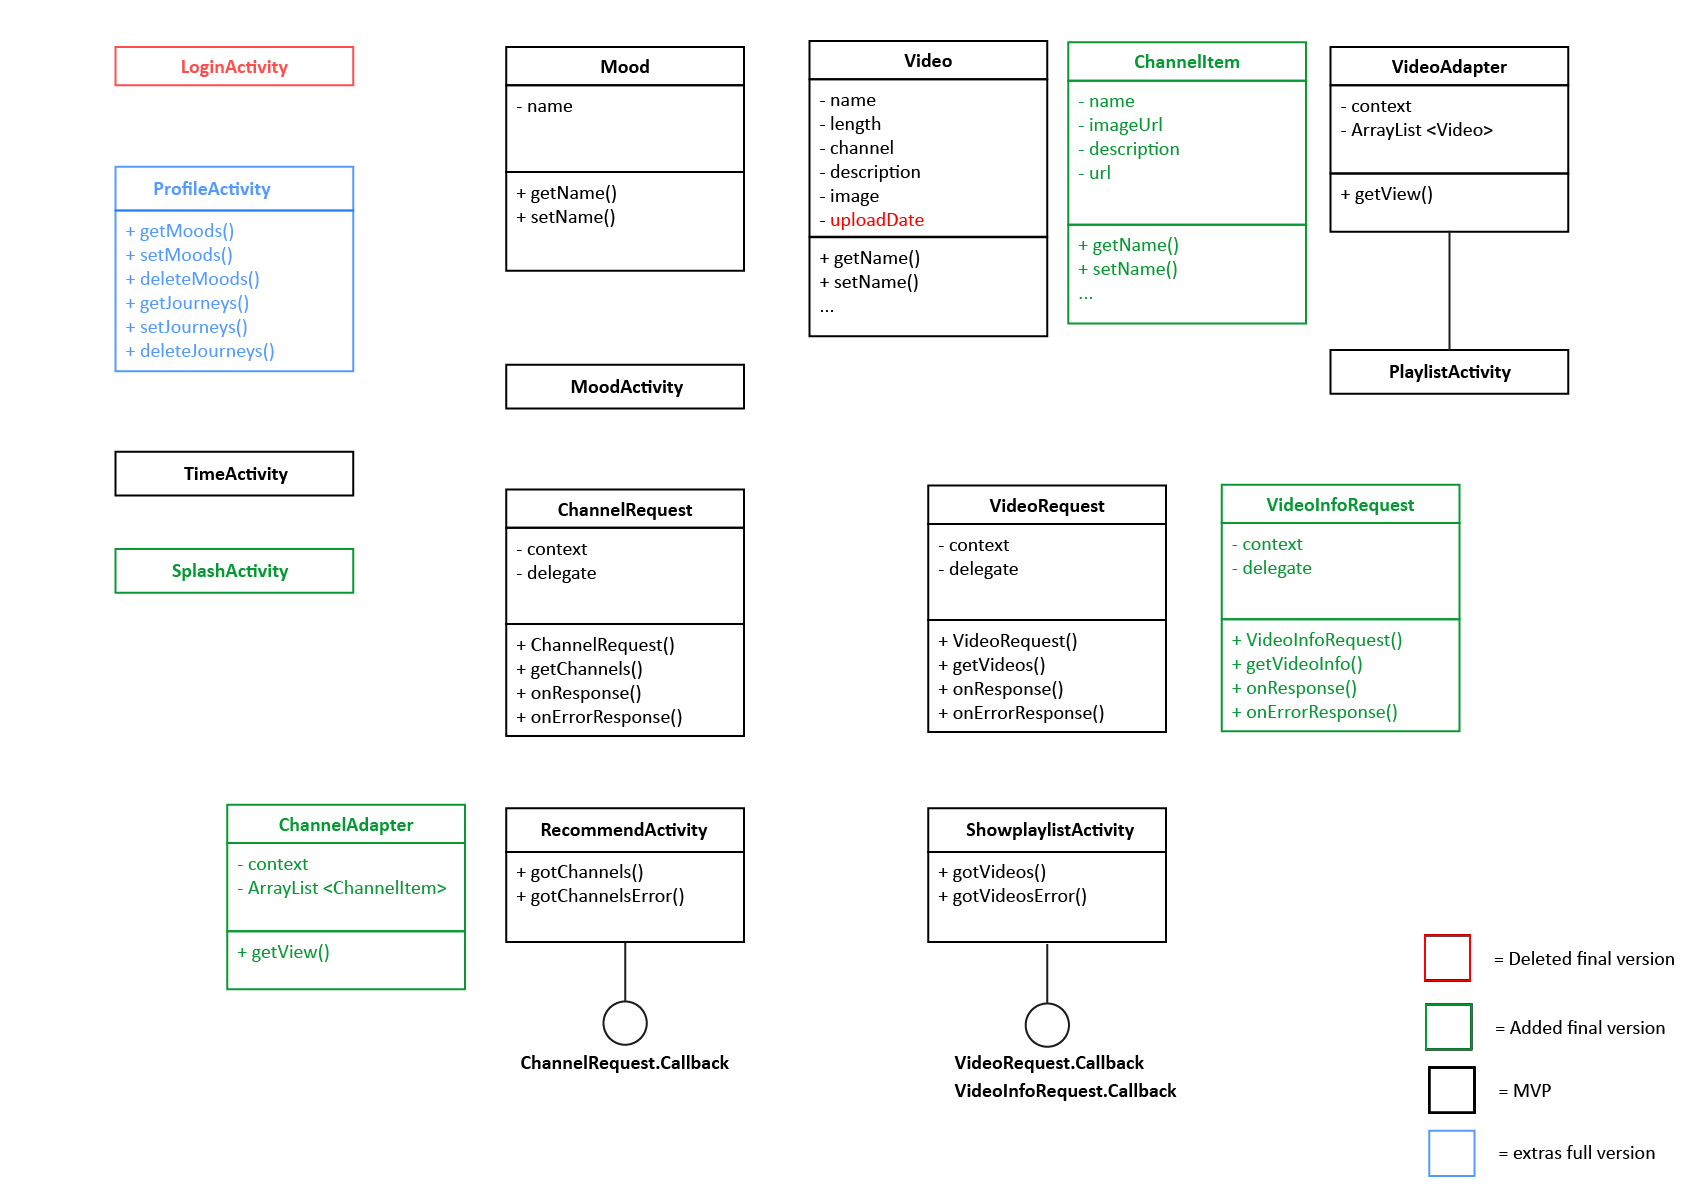 LoginActivity
ProfileActivity
+ getMoods()
+ setMoods()
+ deleteMoods()
+ getJourneys()
+ setJourneys()
+ deleteJourneys()
TimeActivity
SplashActivity
Mood
- name
+ getName()
+ setName()
MoodActivity
Video
- name
- length
- channel
- description
- image
- uploadDate
+ getName()
+ setName()
...
ChannelItem
- name
- imageUrl
- description
- url
+ getName()
+ setName()
...
VideoAdapter
- context
- ArrayList <Video>
+ getView()
PlaylistActivity
ChannelRequest
- context
- delegate
+ ChannelRequest()
+ getChannels()
+ onResponse()
+ onErrorResponse()
VideoRequest
- context
- delegate
+ VideoRequest()
+ getVideos()
+ onResponse()
+ onErrorResponse()
VideoInfoRequest
- context
- delegate
+ VideoInfoRequest()
+ getVideoInfo()
+ onResponse()
+ onErrorResponse()
ChannelAdapter
- context
- ArrayList <ChannelItem>
+ getView()
RecommendActivity
+ gotChannels()
+ gotChannelsError()
ChannelRequest.Callback
ShowplaylistActivity
+ gotVideos()
+ gotVideosError()
VideoRequest.Callback
VideoInfoRequest.Callback
= Deleted final version
= Added final version
= MVP
= extras full version